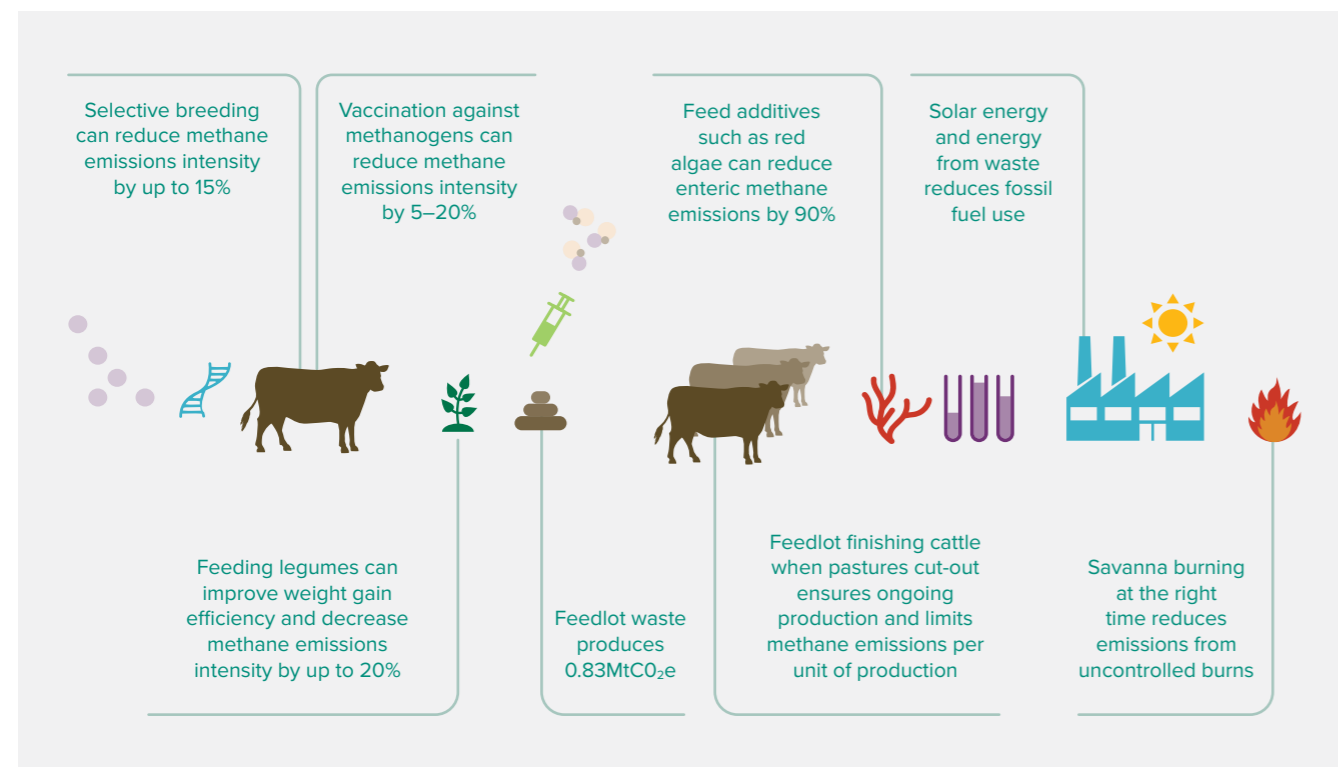 Selective breeding
can reduce methane
emissions intensity
by up to 15%
Vaccination against
methanogens can
reduce methane
emissions intensity
by 5–20%
Feed additives
such as red
algae can reduce
enteric methane
emissions by 90%
Solar energy
and energy
from waste
reduces fossil
fuel use
Feeding legumes can
improve weight gain
efficiency and decrease
methane emissions
intensity by up to 20%
Feedlot waste
produces
0.83MtC0₂e
Feedlot finishing cattle
when pastures cut-out
ensures ongoing
production and limits
methane emissions per
unit of production
Savanna burning
at the right
time reduces
emissions from
uncontrolled burns